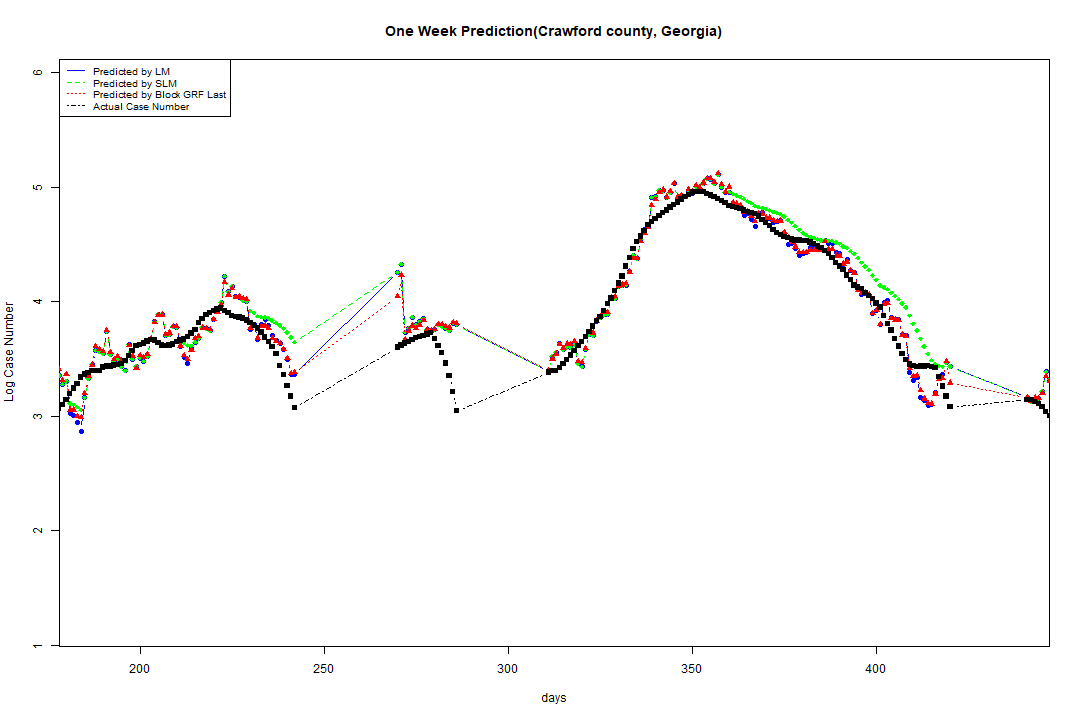 One Week Prediction(Crawford county, Georgia)
Predicted by LM
Predicted by SLM
Predicted by Block GRF Last
Actual Case Number
6
5
4
3
2
1
Log Case Number
200 250 300 350 400
days